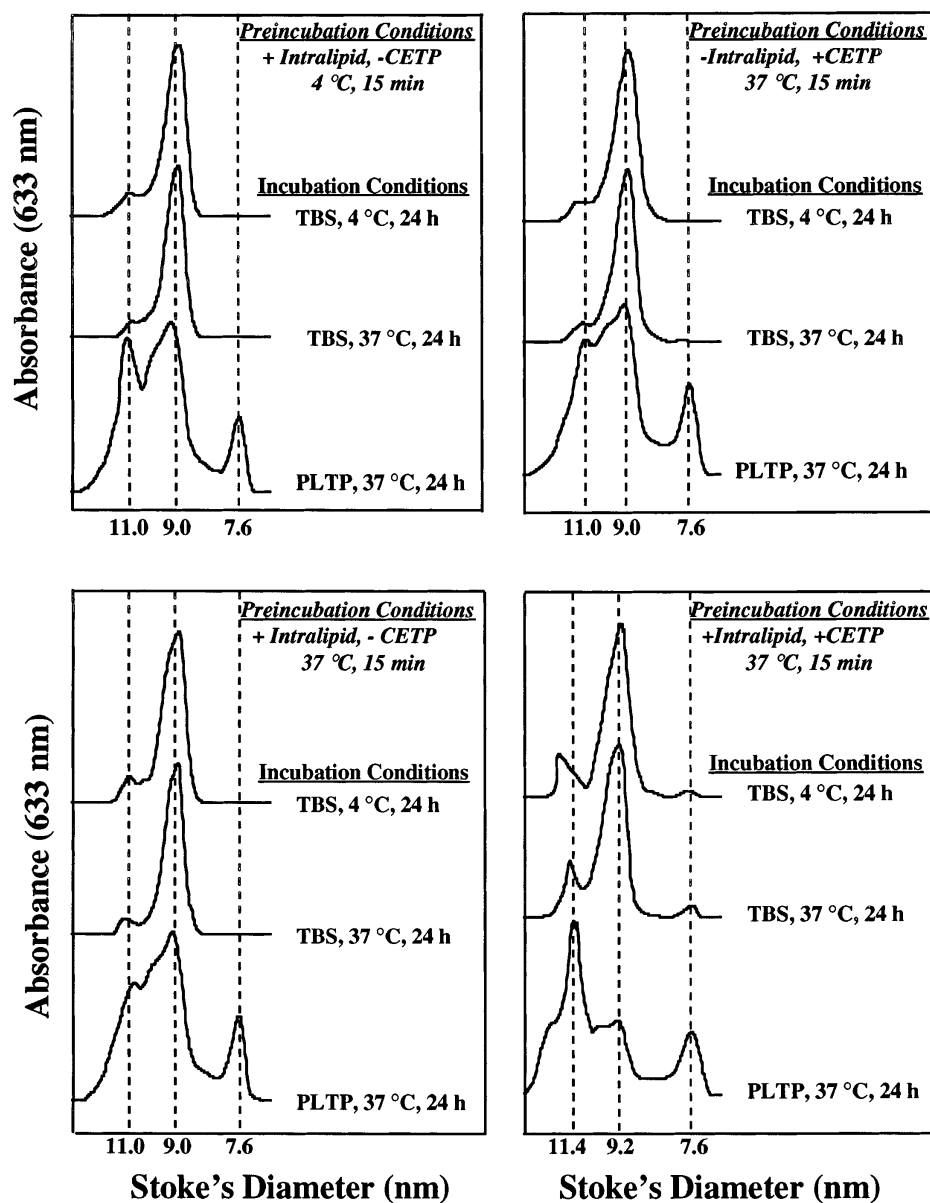 Absorbance (633 nm)
Preincubation Conditions
+ Intralipid, -CETP
4 °C, 15 min
Incubation Conditions
TBS, 4 °C, 24 h
TBS, 37 °C, 24 h
PLTP, 37 °C, 24 h
11.0 9.0 7.6
Preincubation Conditions
-Intralipid, +CETP
37 °C, 15 min
Incubation Conditions
TBS, 4 °C, 24 h
TBS, 37 °C, 24 h
PLTP, 37 °C, 24 h
11.0 9.0 7.6
Absorbance (633 nm)
Preincubation Conditions
+ Intralipid, - CETP
37 °C, 15 min
Incubation Conditions
TBS, 4 °C, 24 h
TBS, 37 °C, 24 h
PLTP, 37 °C, 24 h
11.0 9.0 7.6
Stoke's Diameter (nm)
Preincubation Conditions
+Intralipid, +CETP
37 °C, 15 min
Incubation Conditions
TBS, 4 °C, 24 h
TBS, 37 °C, 24 h
PLTP, 37 °C, 24 h
11.4 9.2 7.6
Stoke's Diameter (nm)